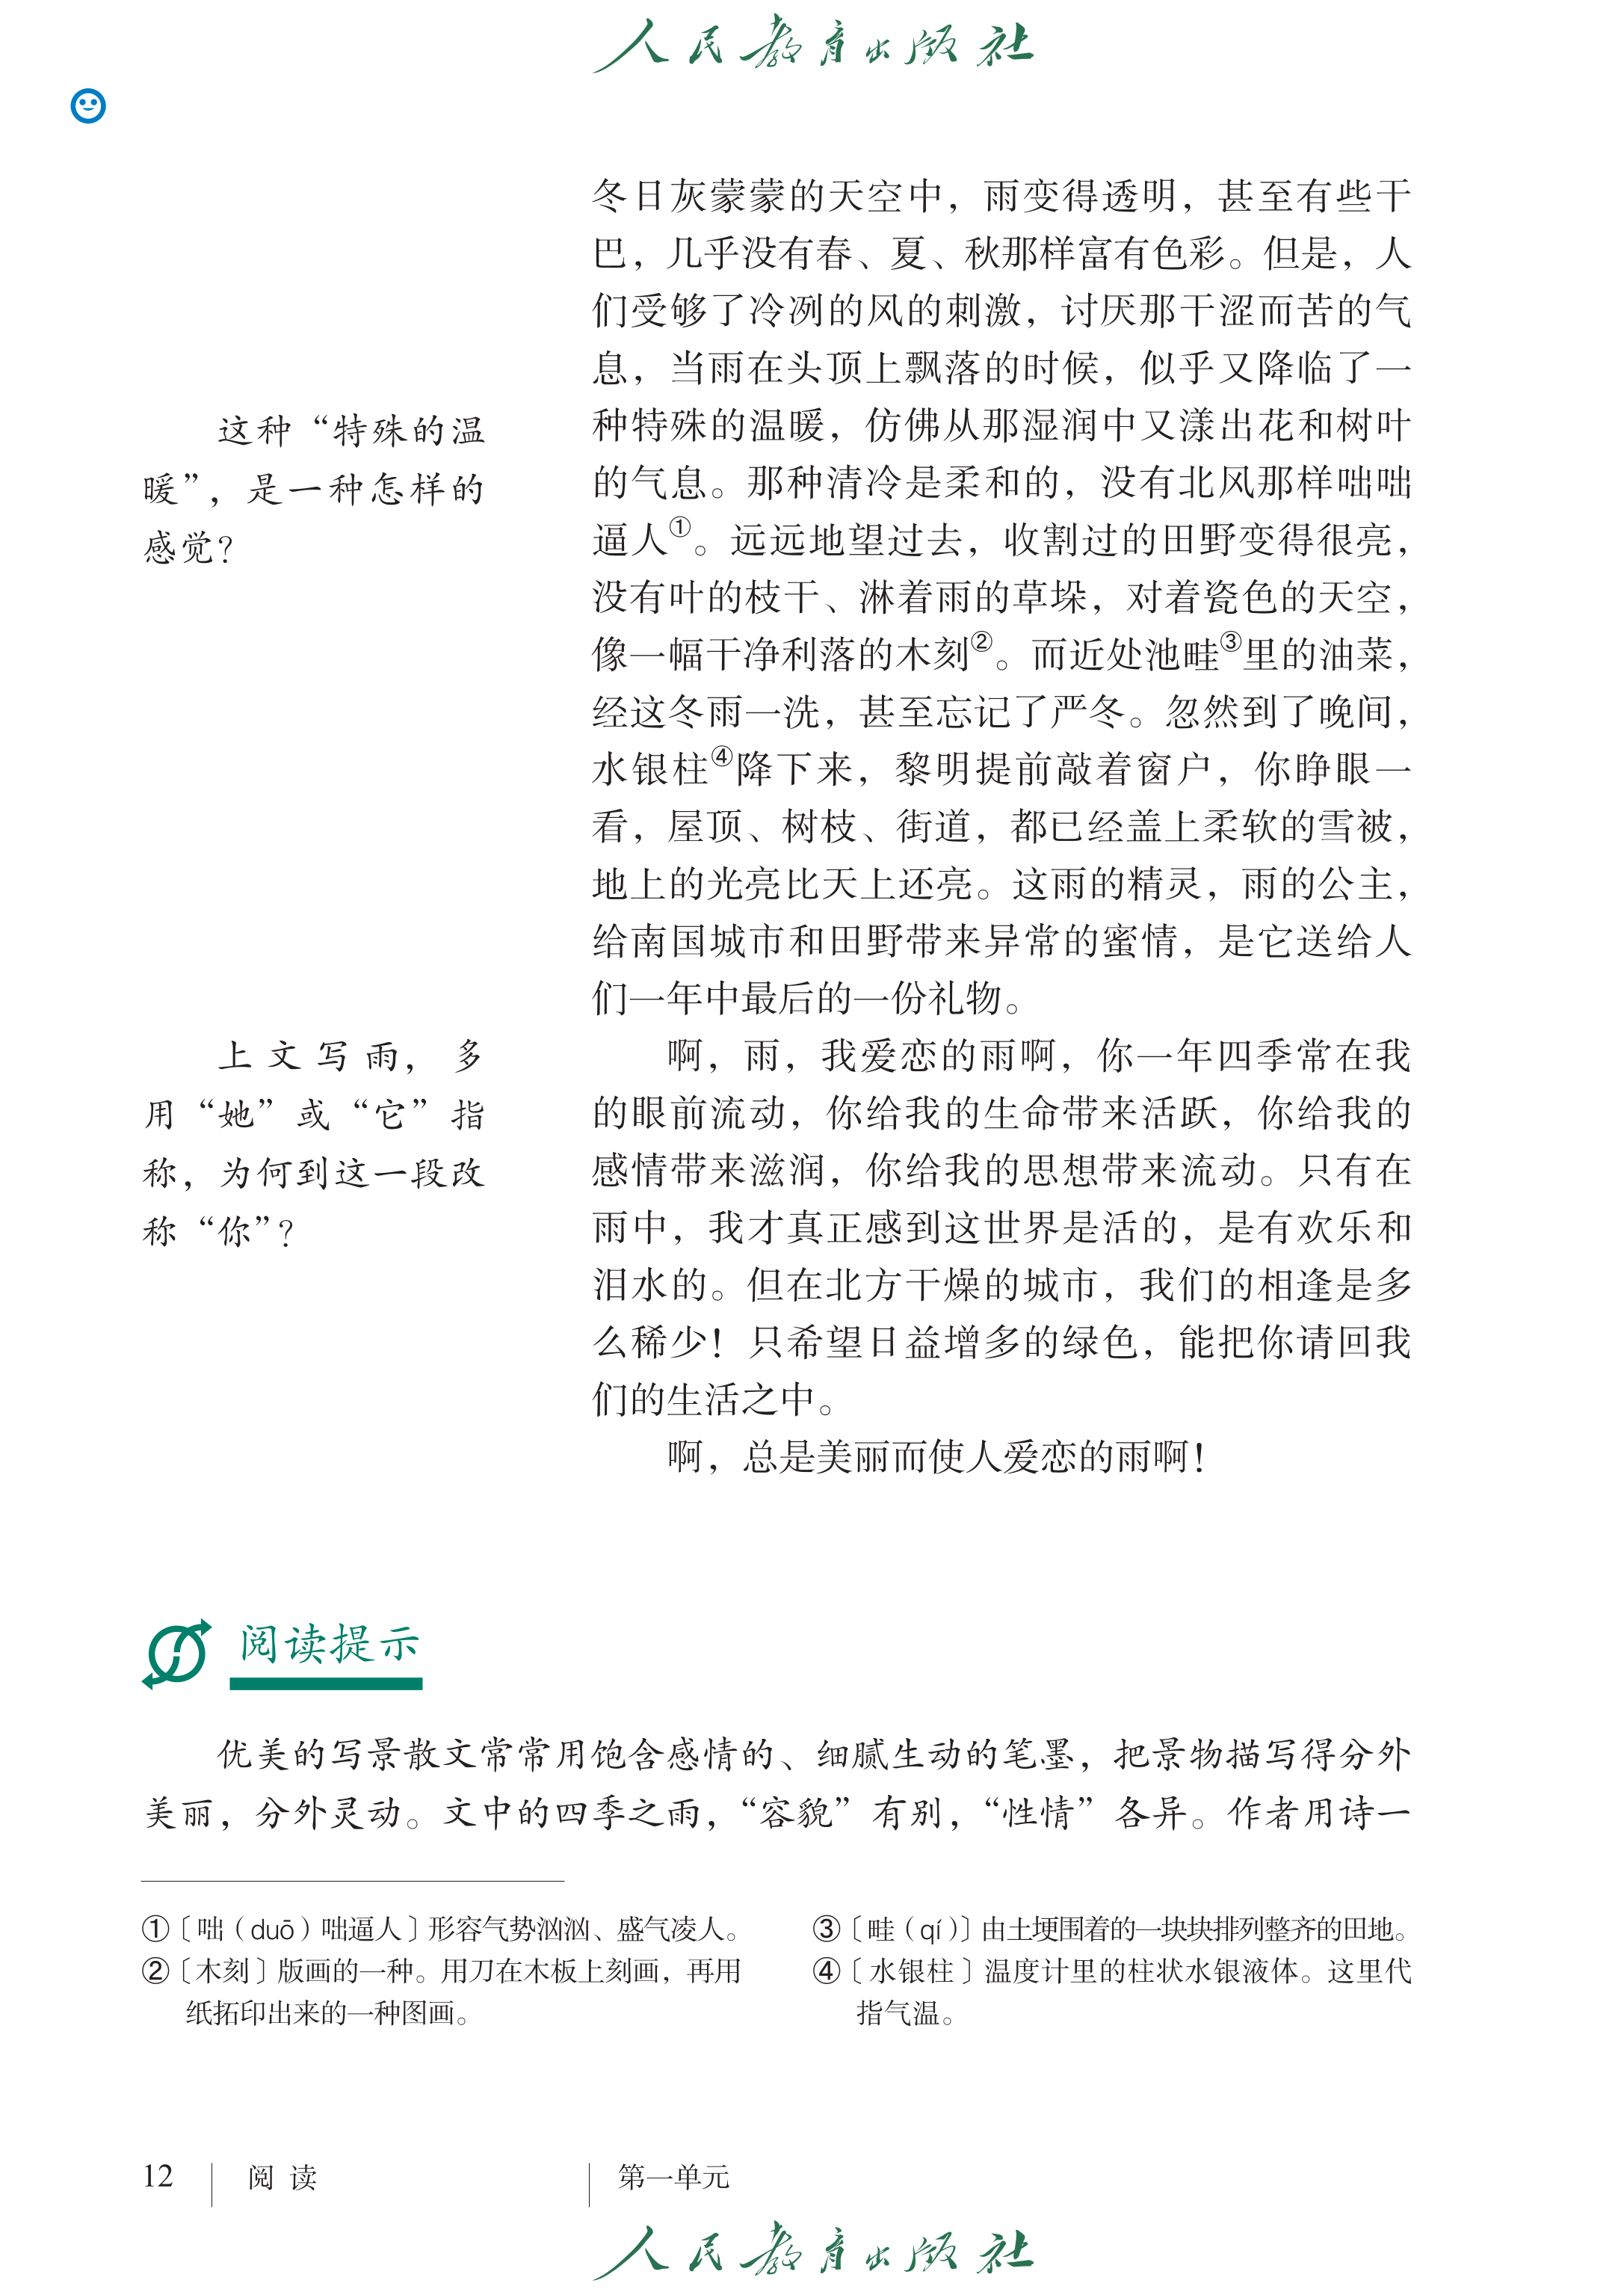 人民教育出版社
冬日灰蒙蒙的天空中，雨变得透明，甚至有些干
巴，几乎没有春、夏、秋那样富有色彩。但是，人
们受够了冷冽的风的刺激，讨厌那干涩而苦的气
息，当雨在头顶上飘落的时候，似乎又降临了一
种特殊的温暖，仿佛从那湿润中又漾出花和树叶
的气息。那种清冷是柔和的，没有北风那样咄咄
逼人①。远远地望过去，收割过的田野变得很亮，
没有叶的枝干、淋着雨的草垛，对着瓷色的天空，
像一幅干净利落的木刻②。而近处池畦③里的油菜，
经这冬雨一洗，甚至忘记了严冬。忽然到了晚间，
水银柱④降下来，黎明提前敲着窗户，你睁眼一
看，屋顶、树枝、街道，都已经盖上柔软的雪被，
地上的光亮比天上还亮。这雨的精灵，雨的公主，
给南国城市和田野带来异常的蜜情，是它送给人
们一年中最后的一份礼物。
啊，雨，我爱恋的雨啊，你一年四季常在我
的眼前流动，你给我的生命带来活跃，你给我的
感情带来滋润，你给我的思想带来流动。只有在
雨中，我才真正感到这世界是活的，是有欢乐和
泪水的。但在北方干燥的城市，我们的相逢是多
么稀少！只希望日益增多的绿色，能把你请回我
们的生活之中。
啊，总是美丽而使人爱恋的雨啊！
这种“特殊的温
暖”，是一种怎样的
感觉？
上文写雨，多
用“她”或“它”指
称，为何到这一段改
称“你”？
阅读提示
优美的写景散文常常用饱含感情的、细腻生动的笔墨，把景物描写得分外
美丽，分外灵动。文中的四季之雨，“容貌”有别，“性情”各异。作者用诗一
①〔咄（duō）咄逼人〕形容气势汹汹、盛气凌人。
②〔木刻〕版画的一种。用刀在木板上刻画，再用
纸拓印出来的一种图画。
③〔畦（qí）〕由土埂围着的一块块排列整齐的田地。
④〔水银柱〕温度计里的柱状水银液体。这里代
指气温。
12 阅读 第一单元
人民教育出版社